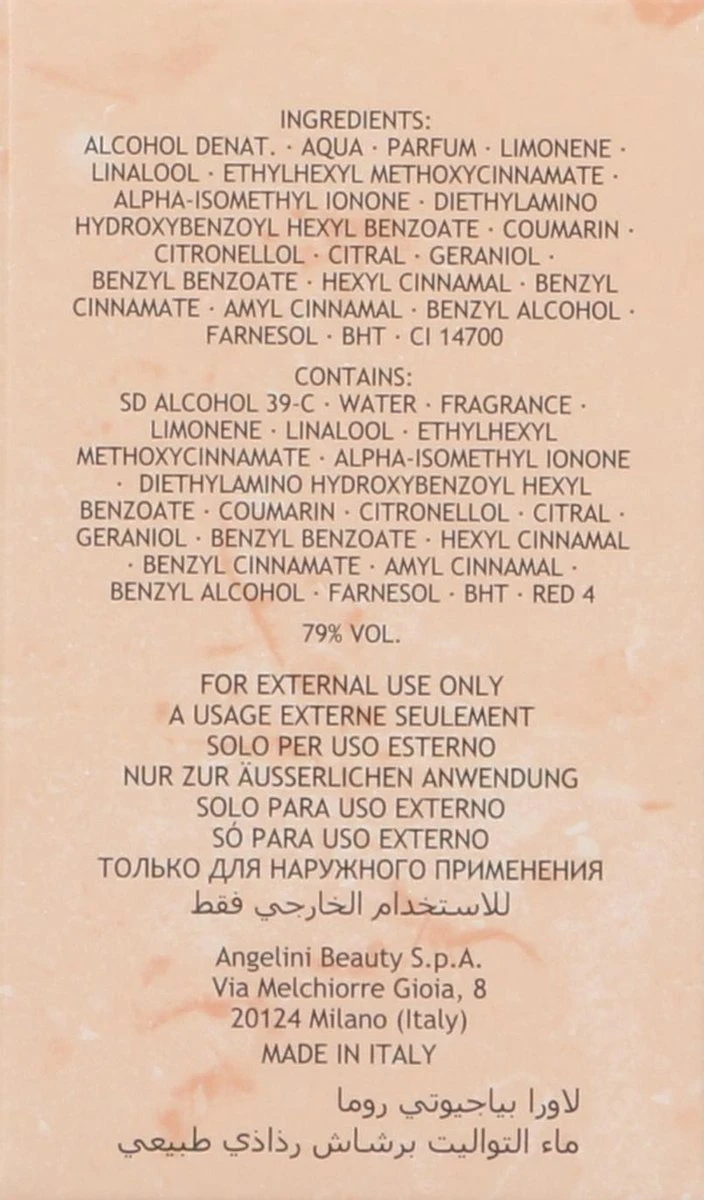 INGREDIENTS:
ALCOHOL DENAT. · AQUA · PARFUM · LIMONENE ·
LINALOOL · ETHYLHEXYL METHOXYCINNAMATE ·
ALPHA-ISOMETHYL IONONE · DIETHYLAMINO
HYDROXYBENZOYL HEXYL BENZOATE · COUMARIN ·
CITRONELLOL · CITRAL · GERANIOL ·
BENZYL BENZOATE · HEXYL CINNAMAL · BENZYL
CINNAMATE · AMYL CINNAMAL · BENZYL ALCOHOL ·
FARNESOL · BHT · CI 14700
CONTAINS:
SD ALCOHOL 39-C · WATER · FRAGRANCE ·
LIMONENE · LINALOOL · ETHYLHEXYL
METHOXYCINNAMATE · ALPHA-ISOMETHYL IONONE
· DIETHYLAMINO HYDROXYBENZOYL HEXYL
BENZOATE · COUMARIN · CITRONELLOL · CITRAL ·
GERANIOL · BENZYL BENZOATE · HEXYL CINNAMAL
· BENZYL CINNAMATE · AMYL CINNAMAL ·
BENZYL ALCOHOL · FARNESOL · BHT · RED 4
79% VOL.
FOR EXTERNAL USE ONLY
A USAGE EXTERNE SEULEMENT
SOLO PER USO ESTERNO
NUR ZUR ÄUSSERLICHEN ANWENDUNG
SOLO PARA USO EXTERNO
SÓ PARA USO EXTERNO
ТОЛЬКО ДЛЯ НАРУЖНОГО ПРИМЕНЕНИЯ
للاستخدام الخارجي فقط
Angelini Beauty S.p.A.
Via Melchiorre Gioia, 8
20124 Milano (Italy)
MADE IN ITALY
لاورا بياجيوتي روما
ماء التواليت برشاش رذاذي طبيعي